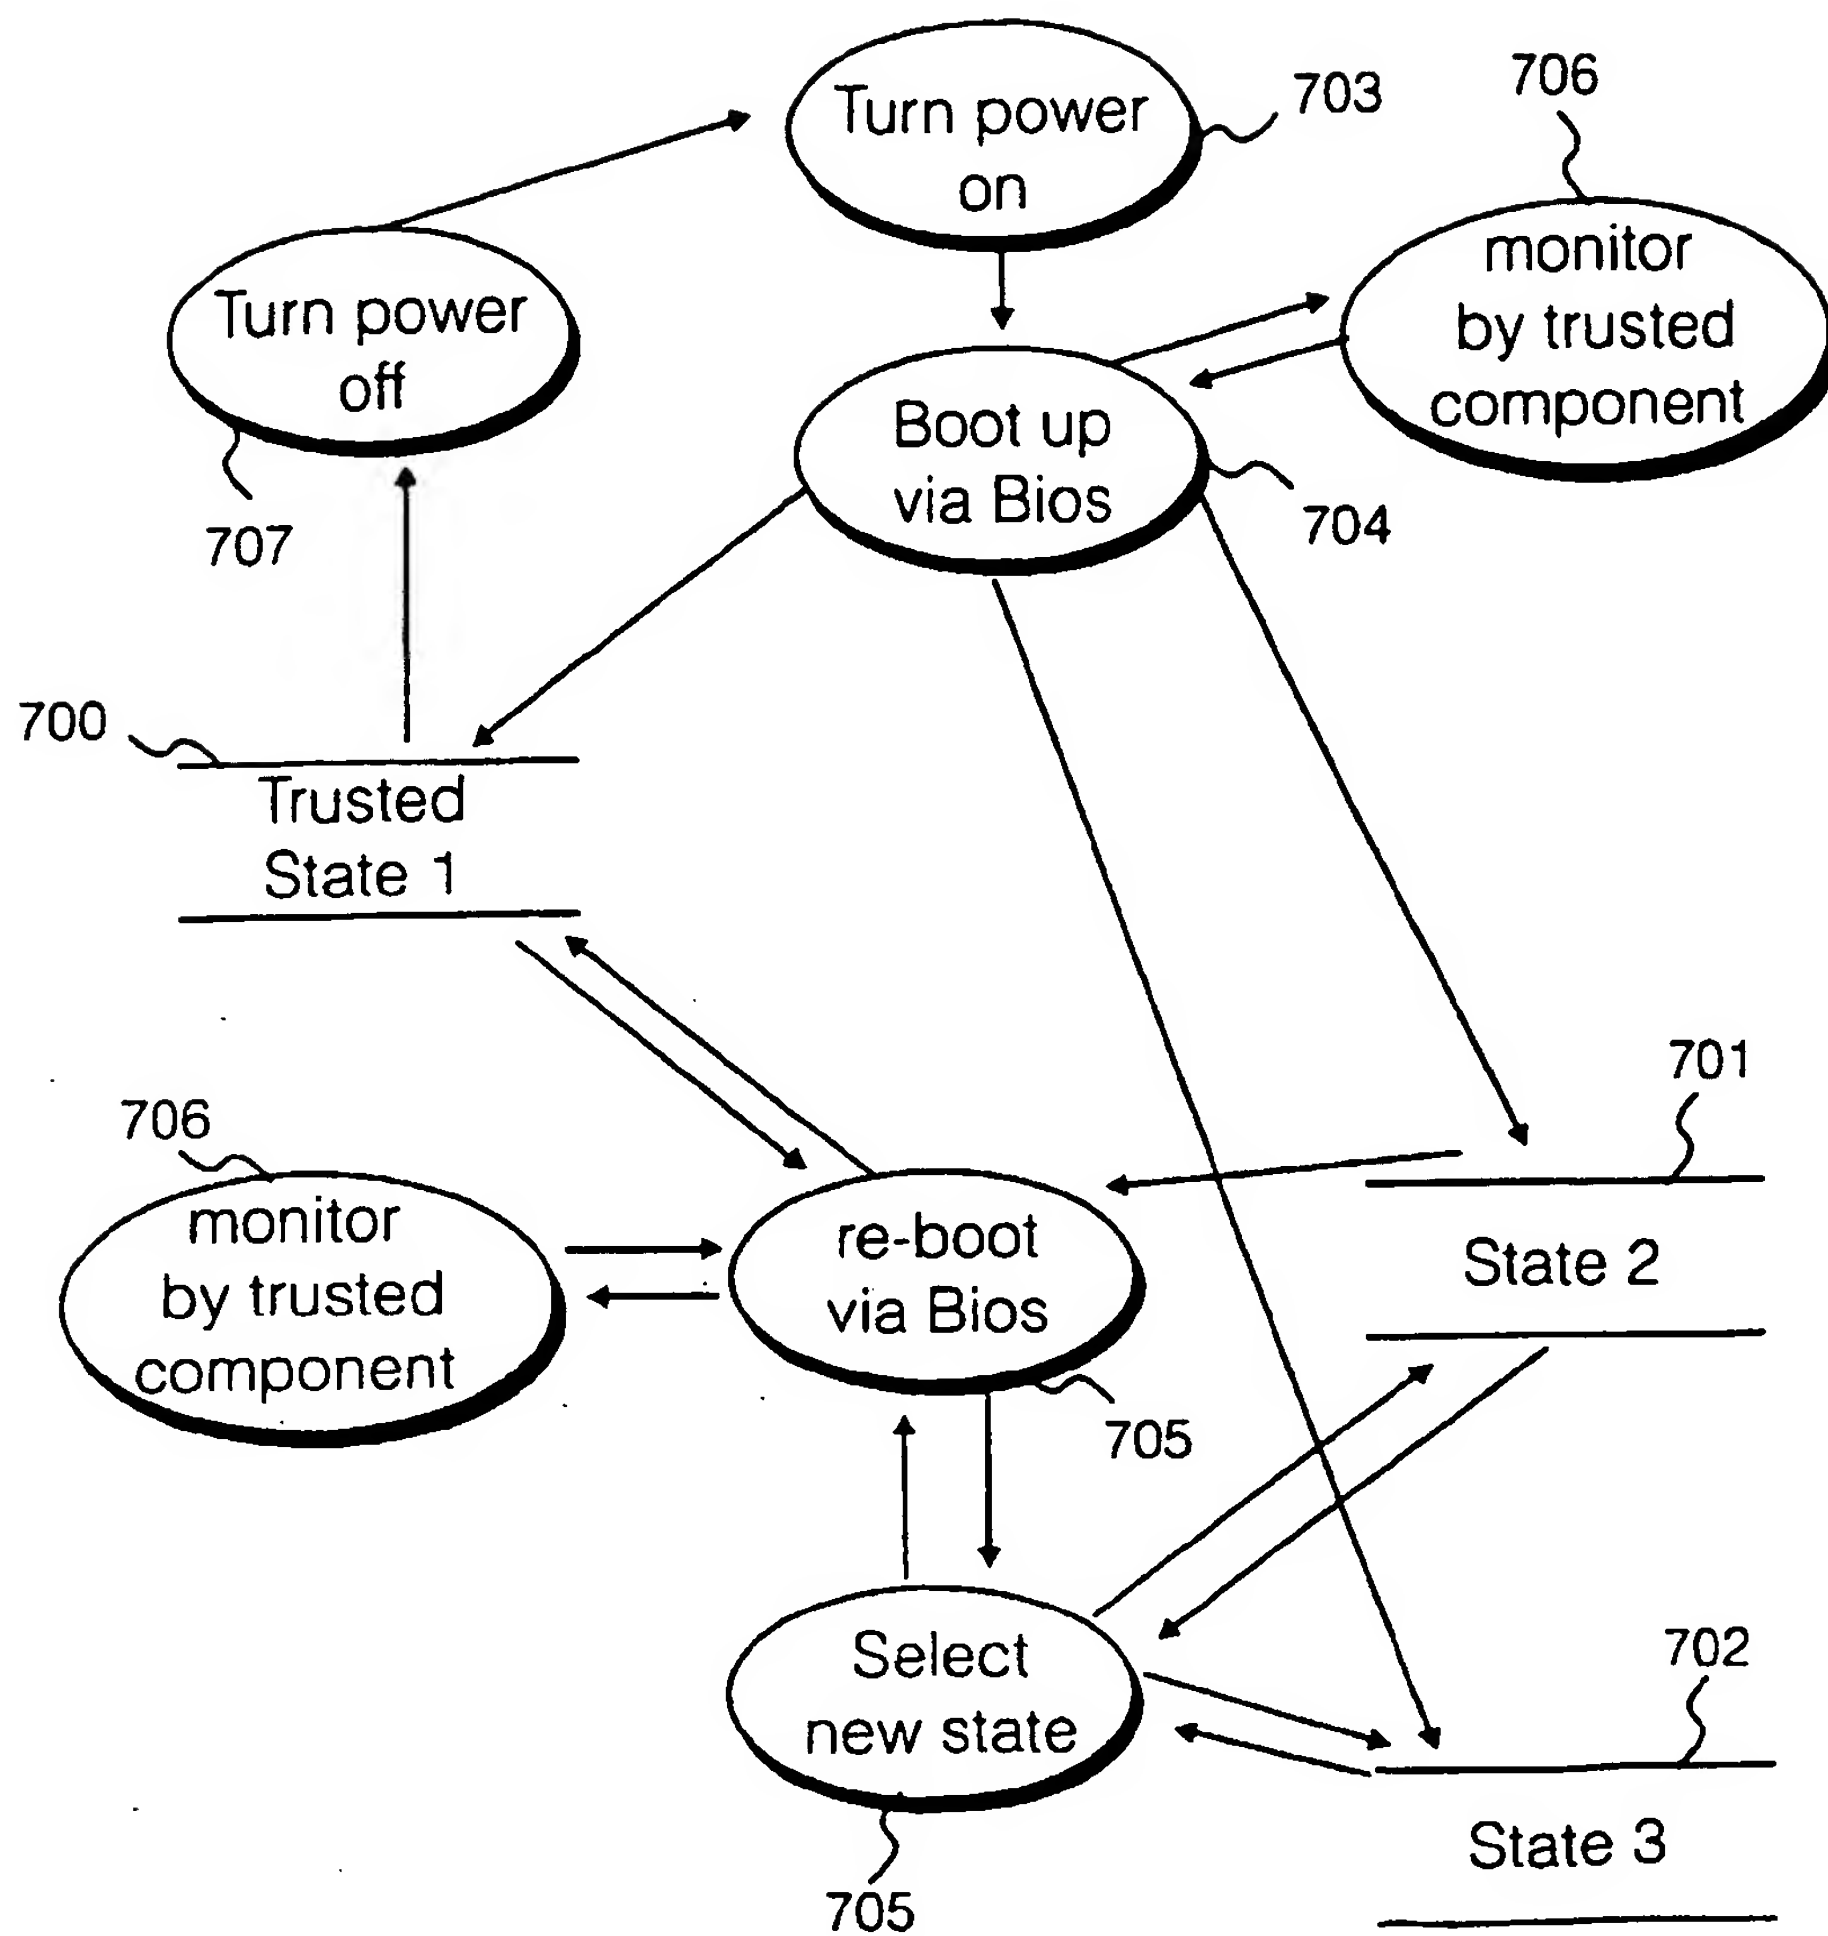 Turn power
on
703
706
monitor
by trusted
component
Turn power
off
707
Boot up
via Bios
704
700
Trusted
State 1
701
State 2
706
monitor
by trusted
component
re-boot
via Bios
705
Select
new state
705
702
State 3